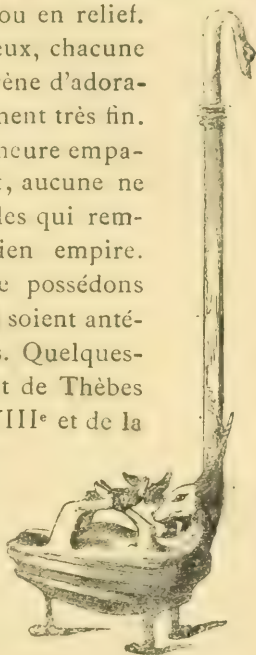 ou en relief.
eux, chacune
ène d'adora-
ment très fin.
neure empa-
, aucune ne
les qui rem-
ien empire.
e possédons
soient anté-
s. Quelques-
t de Thèbes
VIIIᵉ et de la